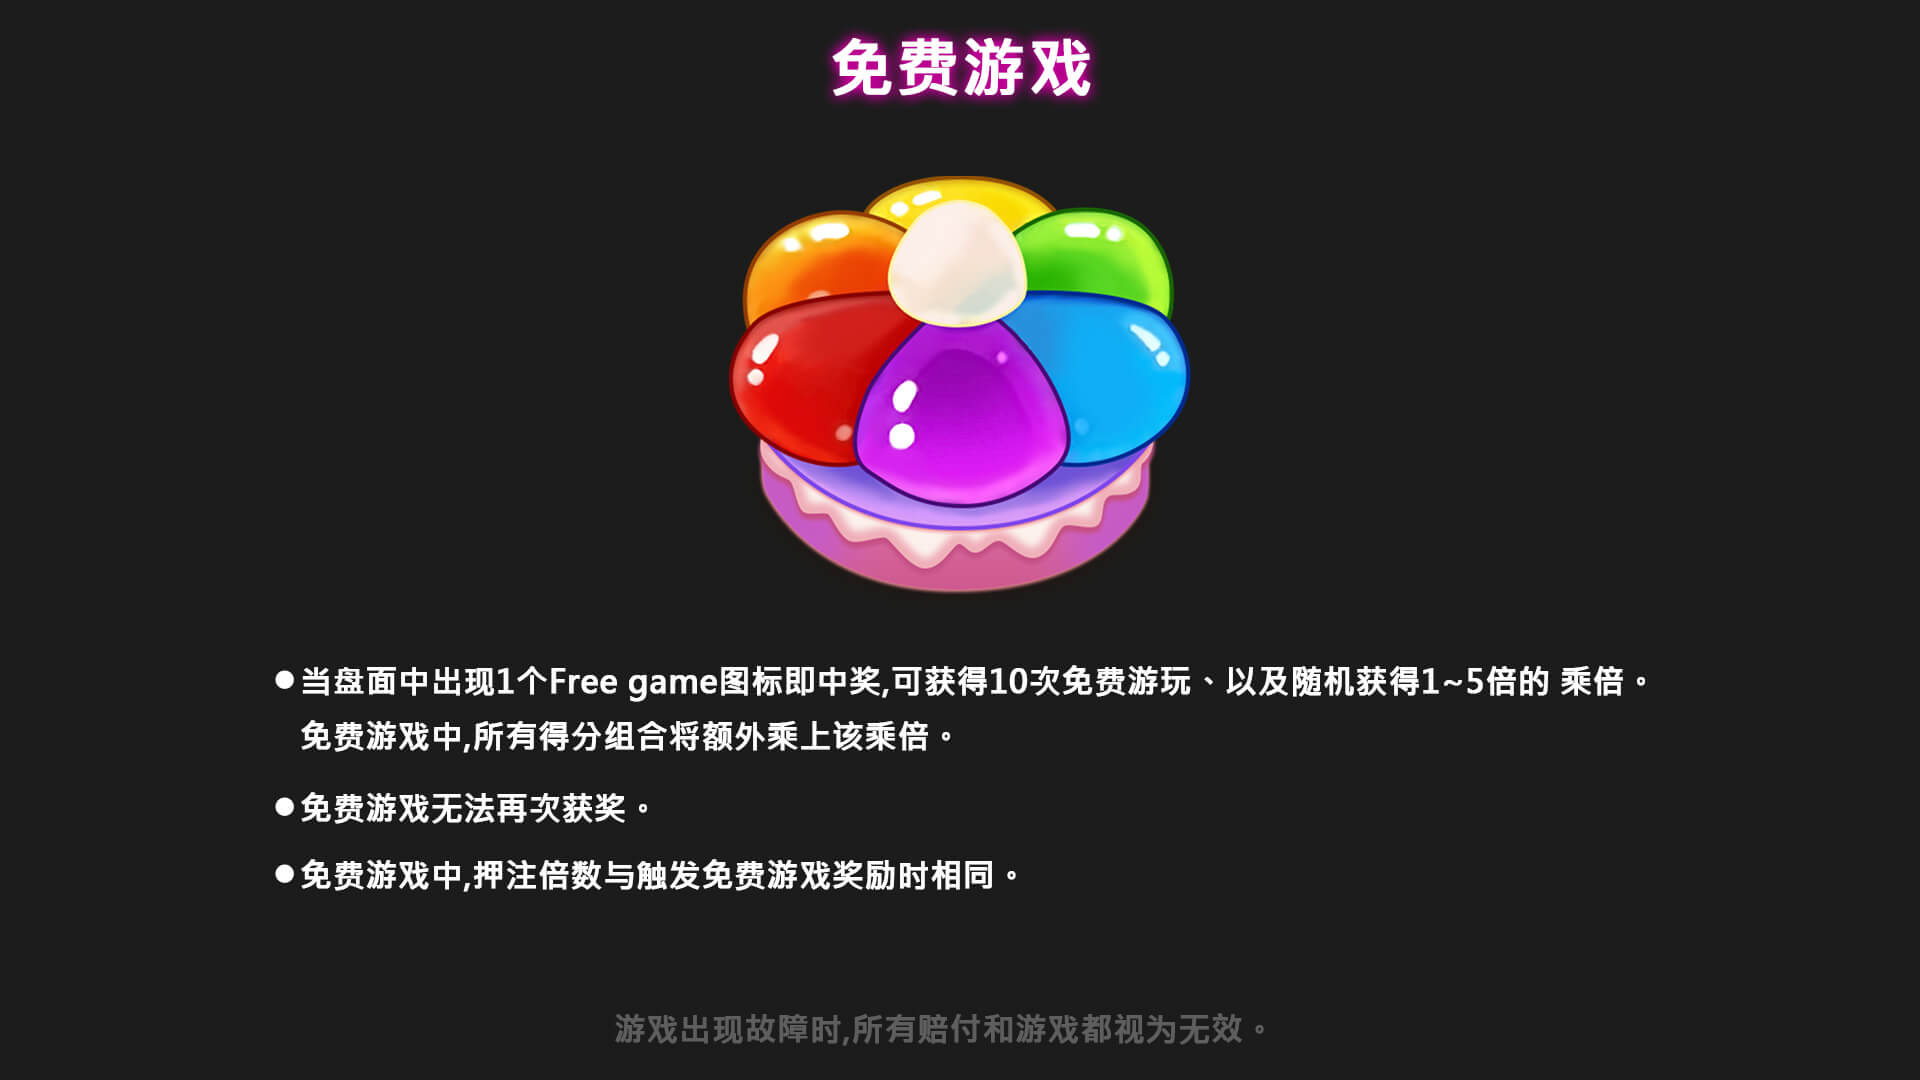 免费游戏
●当盘面中出现1个Free game图标即中奖,可获得10次免费游玩、以及随机获得1~5倍的 乘倍。
免费游戏中,所有得分组合将额外乘上该乘倍。
●免费游戏无法再次获奖。
●免费游戏中,押注倍数与触发免费游戏奖励时相同。
游戏出现故障时,所有赔付和游戏都视为无效。